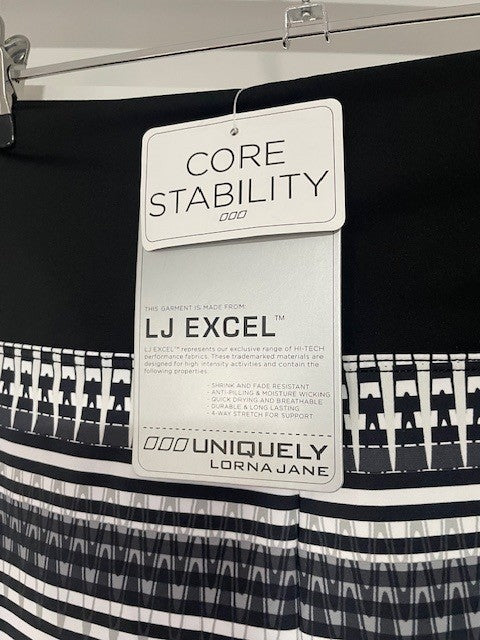 CORE
STABILITY
THIS GARMENT IS MADE FROM:
LJ EXCEL™
LJ EXCEL™ represents our exclusive range of HI-TECH
performance fabrics. These trademarked materials are
designed for high intensity activities and contain the
following properties.
- SHRINK AND FADE RESISTANT
- ANTI-PILLING & MOISTURE WICKING
- QUICK DRYING AND BREATHABLE
- DURABLE & LONG LASTING
- 4-WAY STRETCH FOR SUPPORT
UNIQUELY
LORNA JANE